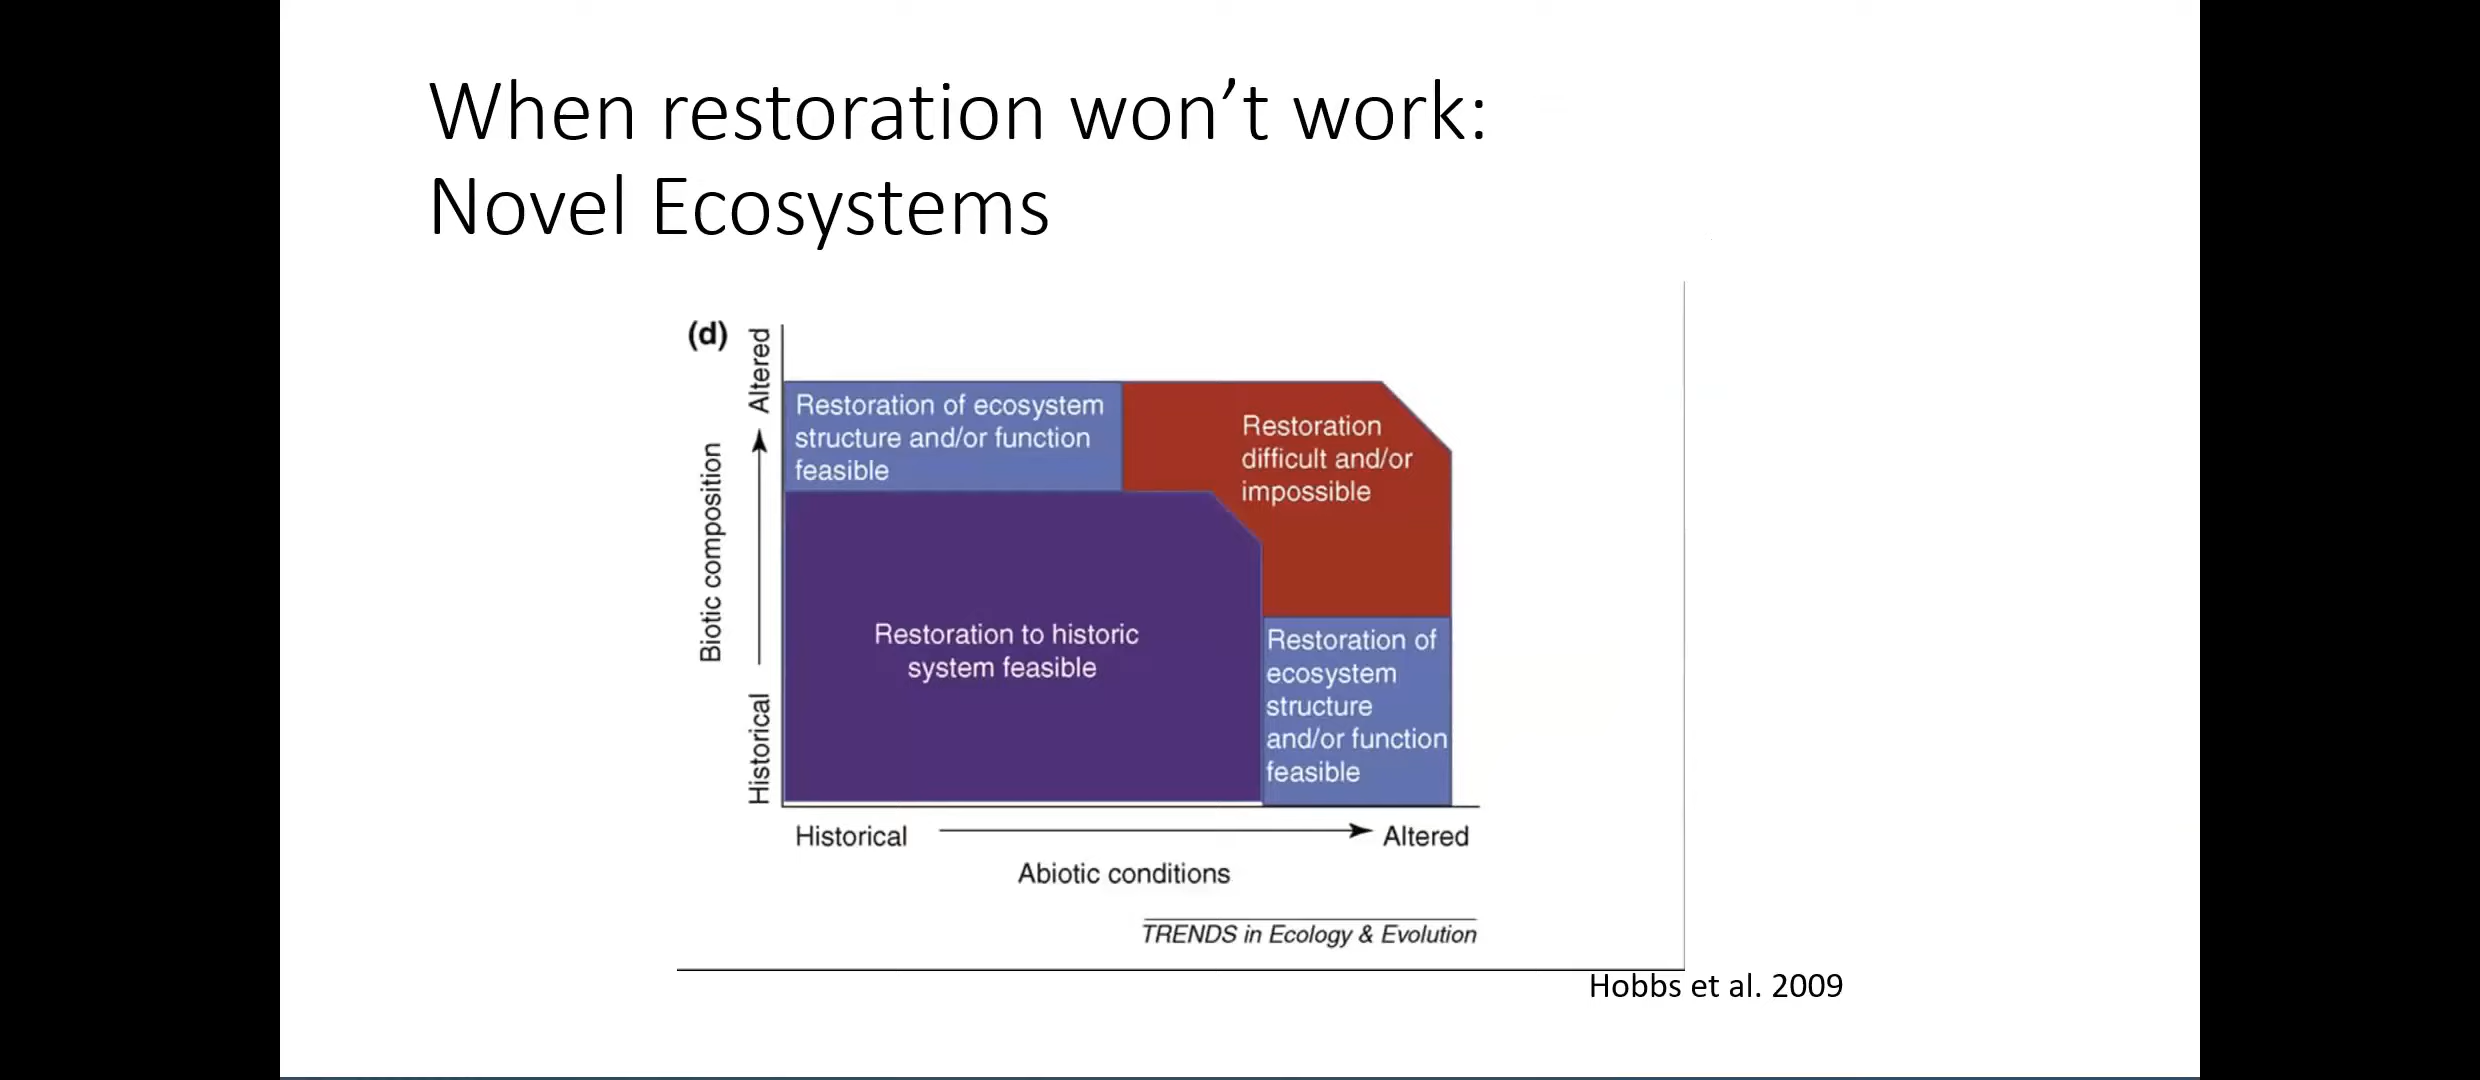 When restoration won’t work:
Novel Ecosystems
(d)
Altered
Biotic composition
Historical
Restoration of ecosystem
structure and/or function
feasible
Restoration
difficult and/or
impossible
Restoration to historic
system feasible
Restoration of
ecosystem
structure
and/or function
feasible
Historical
Altered
Abiotic conditions
TRENDS in Ecology & Evolution
Hobbs et al. 2009